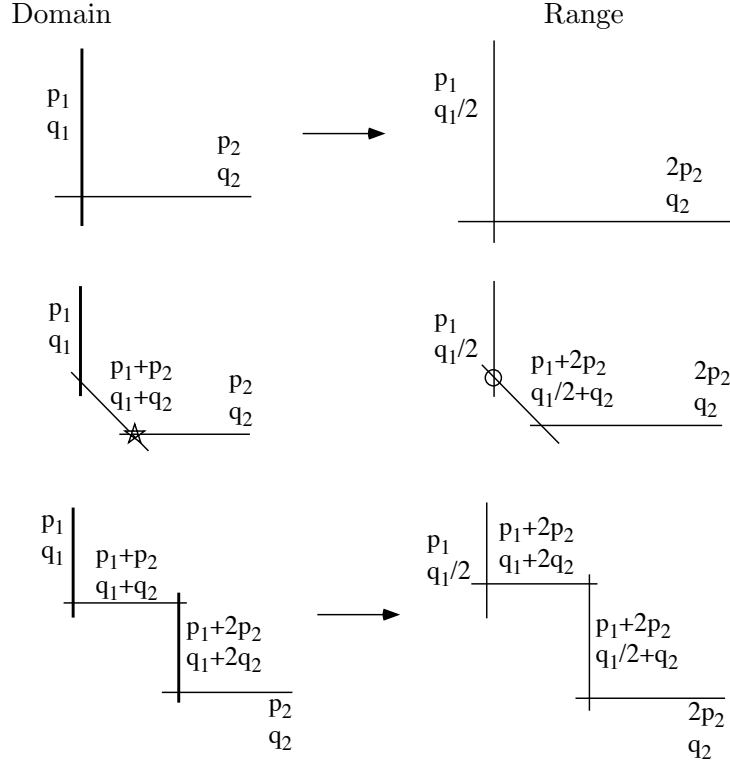 Domain
Range
p₁
q₁
p₂
q₂
p₁
q₁/2
2p₂
q₂
p₁
q₁
p₁+p₂
q₁+q₂
p₂
q₂
p₁
q₁/2
p₁+2p₂
q₁/2+q₂
2p₂
q₂
p₁
q₁
p₁+p₂
q₁+q₂
p₁+2p₂
q₁+2q₂
p₂
q₂
p₁
q₁/2
p₁+2p₂
q₁+2q₂
p₁+2p₂
q₁/2+q₂
2p₂
q₂